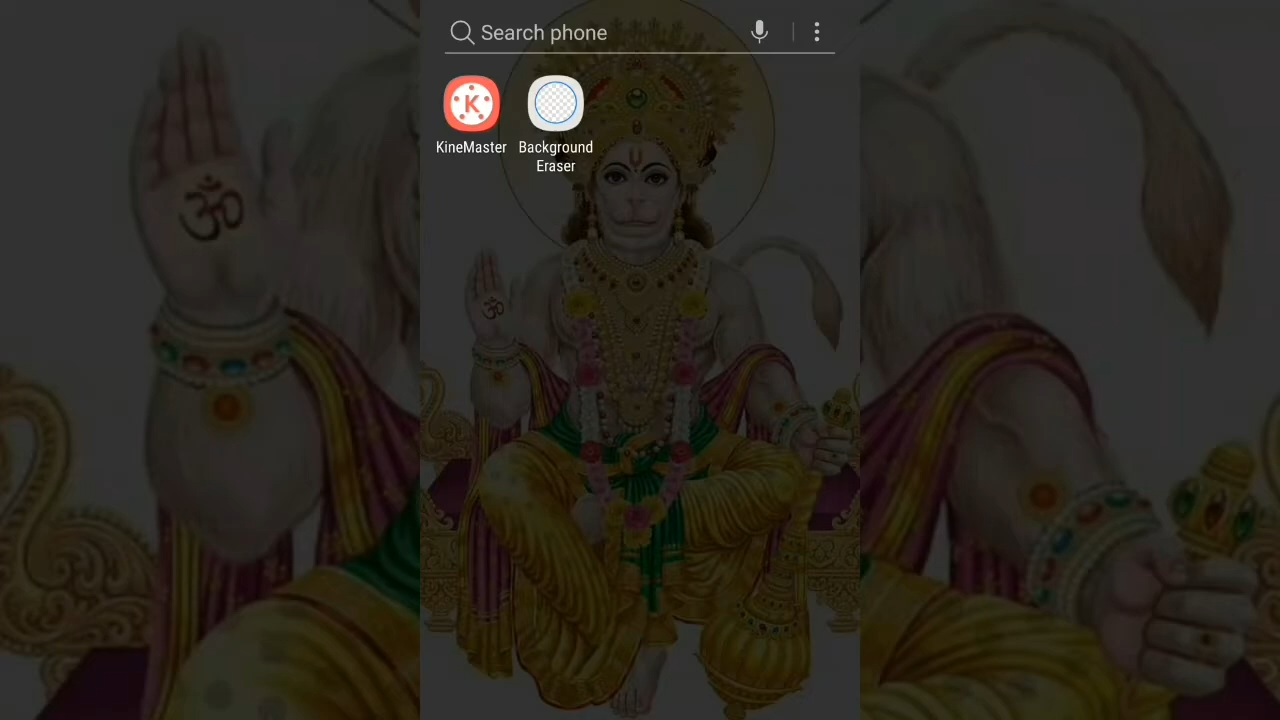 Search phone
K
KineMaster
Background
Eraser
ॐ
ॐ